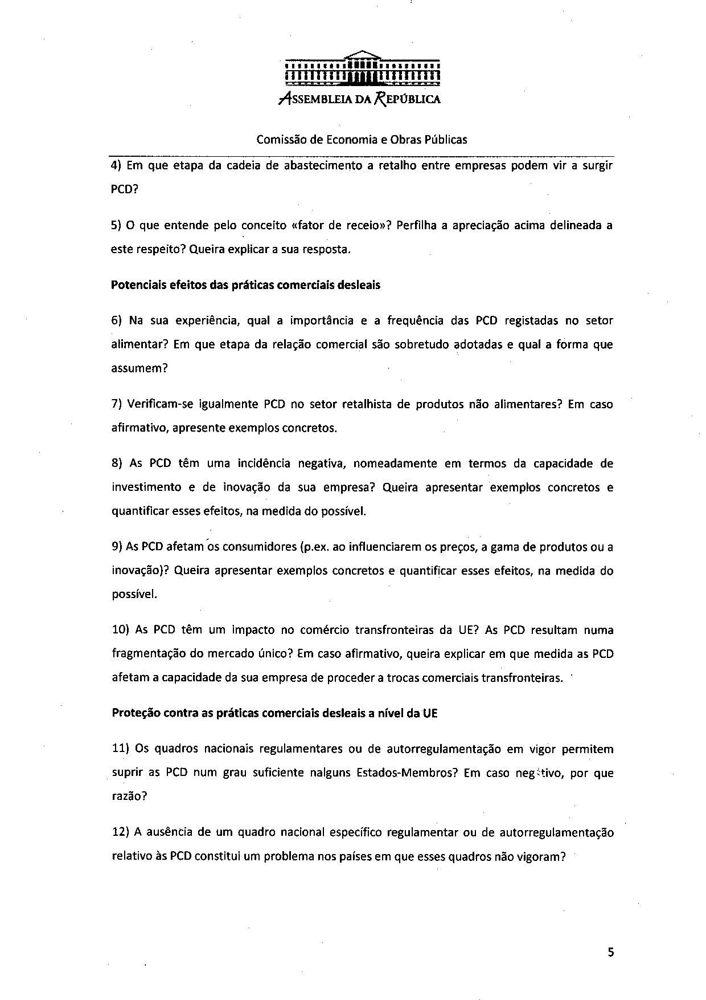 ASSEMBLEIA DA REPÚBLICA
Comissão de Economia e Obras Públicas
4) Em que etapa da cadeia de abastecimento a retalho entre empresas podem vir a surgir
PCD?
5) O que entende pelo conceito «fator de receio»? Perfilha a apreciação acima delineada a
este respeito? Queira explicar a sua resposta.
Potenciais efeitos das práticas comerciais desleais
6) Na sua experiência, qual a importância e a frequência das PCD registadas no setor
alimentar? Em que etapa da relação comercial são sobretudo adotadas e qual a forma que
assumem?
7) Verificam-se igualmente PCD no setor retalhista de produtos não alimentares? Em caso
afirmativo, apresente exemplos concretos.
8) As PCD têm uma incidência negativa, nomeadamente em termos da capacidade de
investimento e de inovação da sua empresa? Queira apresentar exemplos concretos e
quantificar esses efeitos, na medida do possível.
9) As PCD afetam os consumidores (p.ex. ao influenciarem os preços, a gama de produtos ou a
inovação)? Queira apresentar exemplos concretos e quantificar esses efeitos, na medida do
possível.
10) As PCD têm um impacto no comércio transfronteiras da UE? As PCD resultam numa
fragmentação do mercado único? Em caso afirmativo, queira explicar em que medida as PCD
afetam a capacidade da sua empresa de proceder a trocas comerciais transfronteiras.
Proteção contra as práticas comerciais desleais a nível da UE
11) Os quadros nacionais regulamentares ou de autorregulamentação em vigor permitem
suprir as PCD num grau suficiente nalguns Estados-Membros? Em caso negativo, por que
razão?
12) A ausência de um quadro nacional específico regulamentar ou de autorregulamentação
relativo às PCD constitui um problema nos países em que esses quadros não vigoram?
5